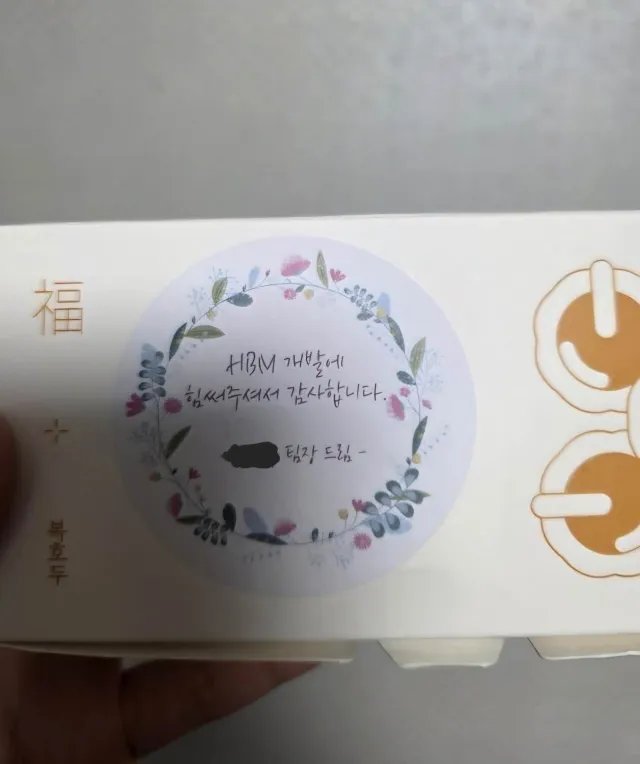 福
복호두
HBM 개발에
힘써주셔서 감사합니다.
팀장 드림-